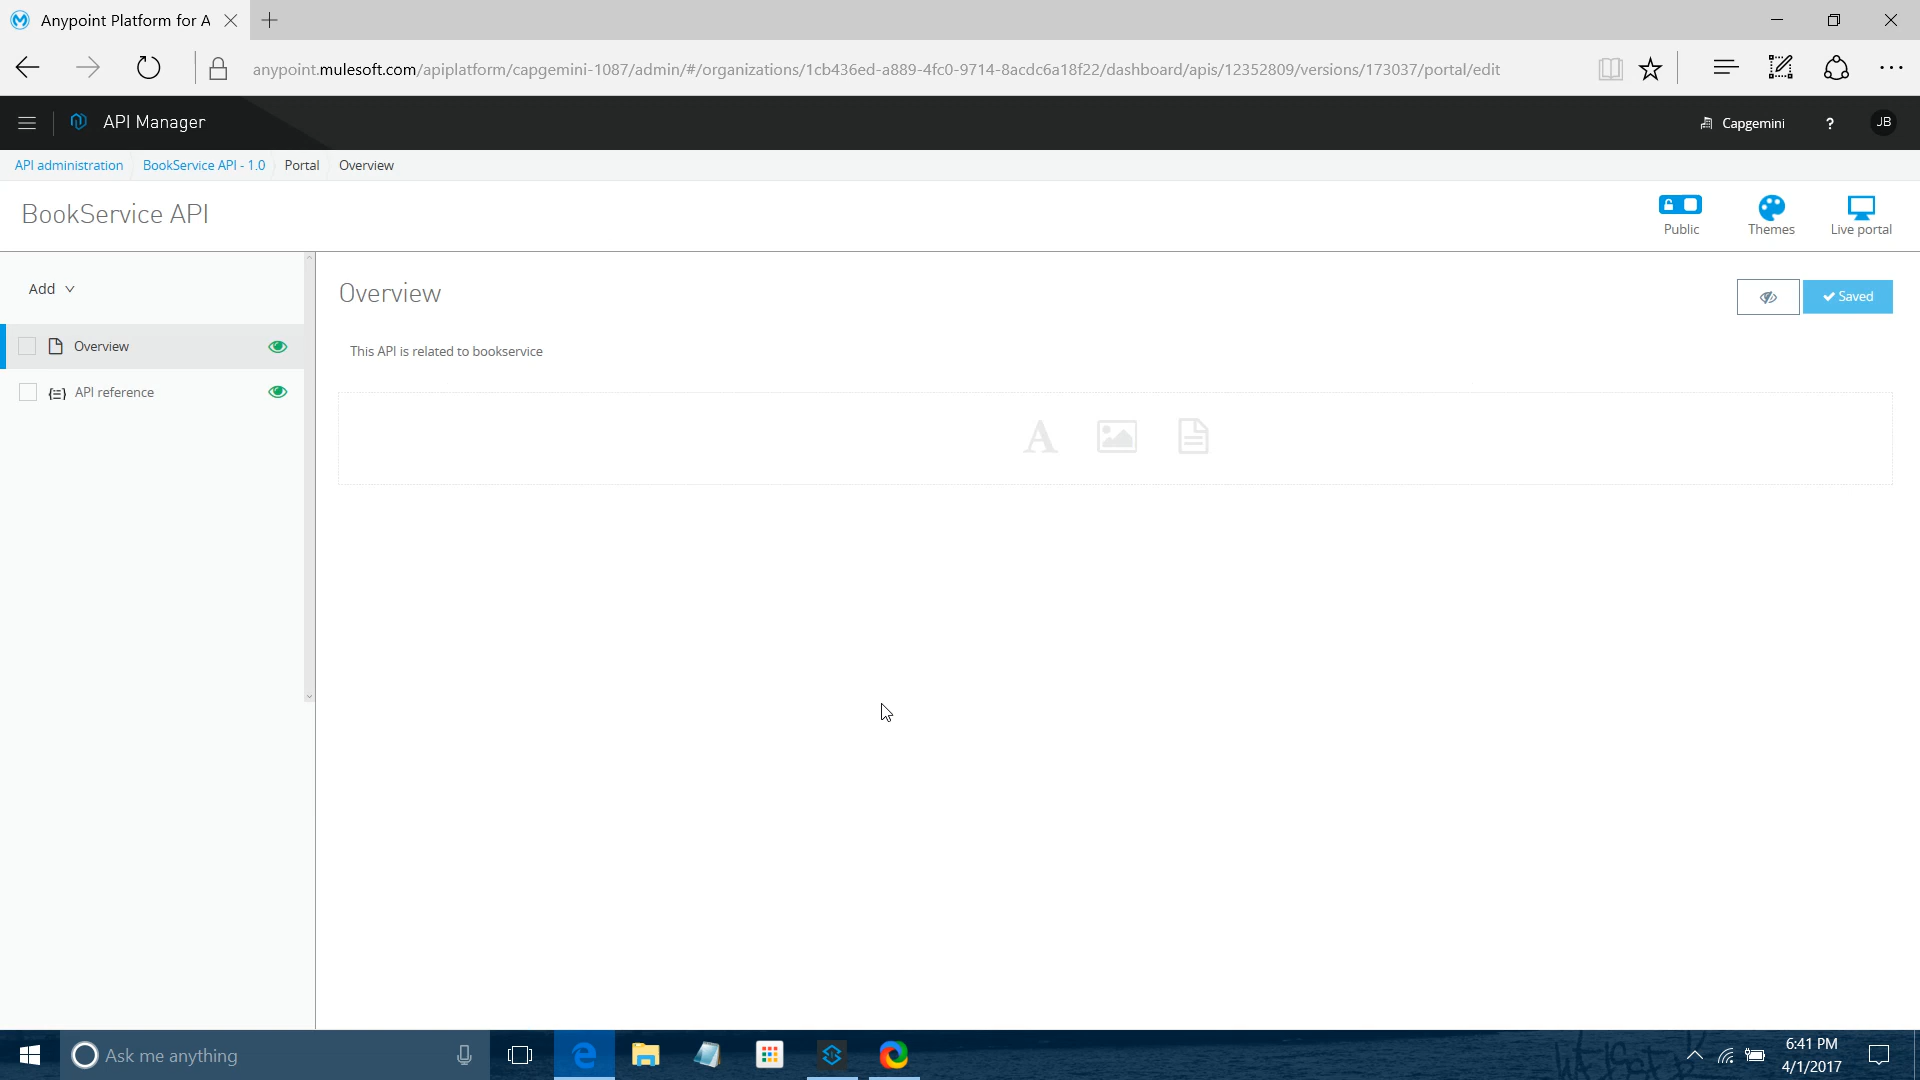 Anypoint Platform for A
anypoint.mulesoft.com/apiplatform/capgemini-1087/admin/#/organizations/1cb436ed-a889-4fc0-9714-8acdc6a18f22/dashboard/apis/12352809/versions/173037/portal/edit
API Manager
Capgemini
?
JB
API administration
BookService API - 1.0
Portal
Overview
BookService API
Public
Themes
Live portal
Add
Overview
Saved
Overview
This API is related to bookservice
API reference
A
Ask me anything
6:41 PM
4/1/2017